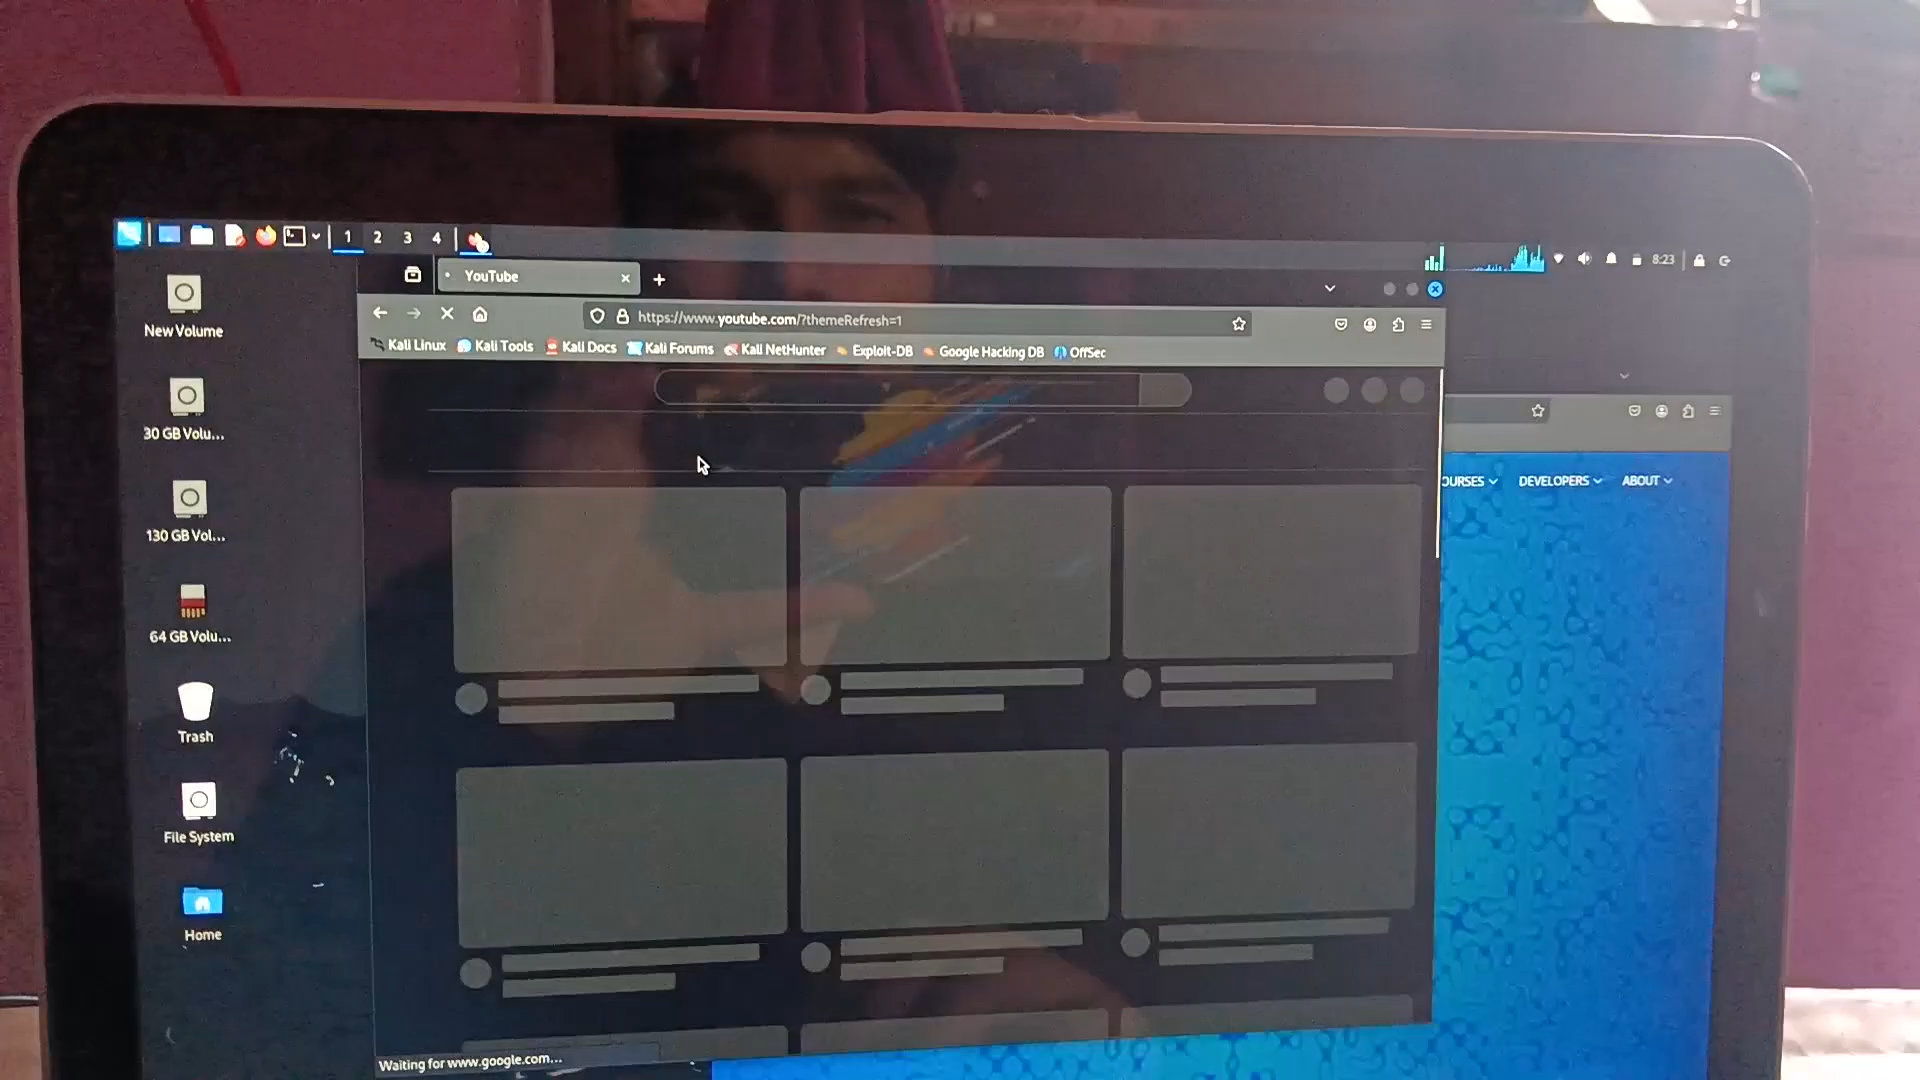 1 2 3 4
8:23
YouTube
https://www.youtube.com/?themeRefresh=1
Kali Linux Kali Tools Kali Docs Kali Forums Kali NetHunter Exploit-DB Google Hacking DB OffSec
New Volume
30 GB Volu...
130 GB Vol...
64 GB Volu...
Trash
File System
Home
OURSES DEVELOPERS ABOUT
Waiting for www.google.com...